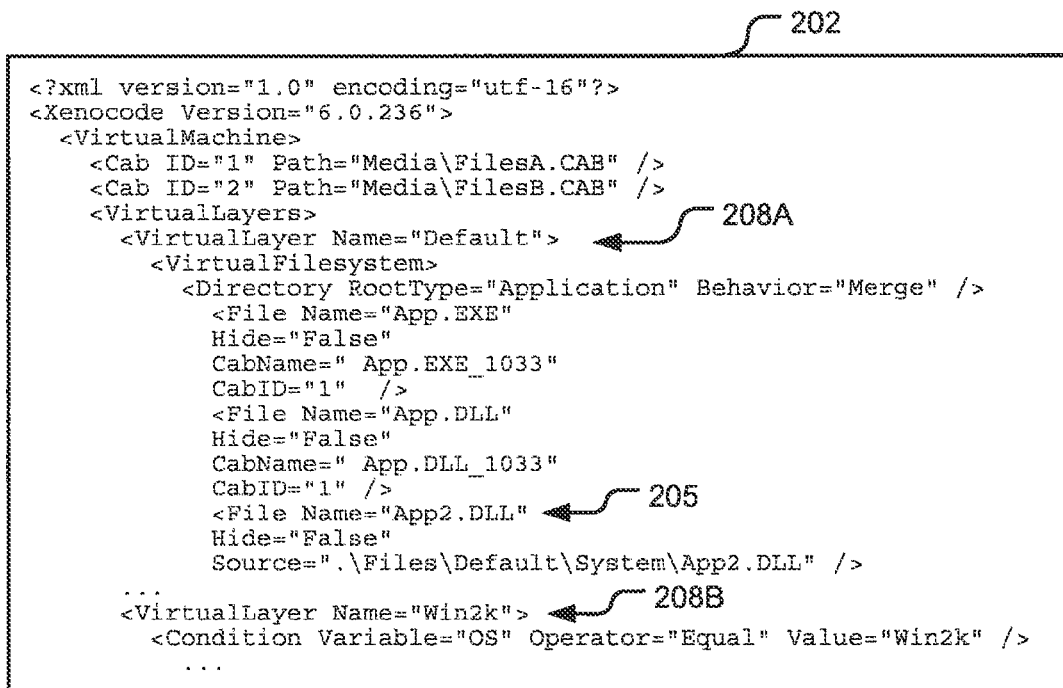 202
<?xml version="1.0" encoding="utf-16"?>
<Xenocode Version="6.0.236">
<VirtualMachine>
<Cab ID="1" Path="Media\FilesA.CAB" />
<Cab ID="2" Path="Media\FilesB.CAB" />
<VirtualLayers>
<VirtualLayer Name="Default"> 208A
<VirtualFilesystem>
<Directory RootType="Application" Behavior="Merge" />
<File Name="App.EXE"
Hide="False"
CabName=" App.EXE_1033"
CabID="1"  />
<File Name="App.DLL"
Hide="False"
CabName=" App.DLL_1033"
CabID="1" />
<File Name="App2.DLL" 205
Hide="False"
Source=".\Files\Default\System\App2.DLL" />
...
<VirtualLayer Name="Win2k"> 208B
<Condition Variable="OS" Operator="Equal" Value="Win2k" />
...